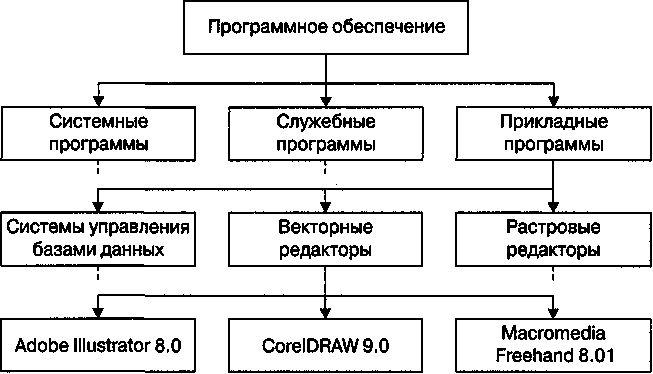 Программное обеспечение
Системные
программы
Служебные
программы
Прикладные
программы
Системы управления
базами данных
Векторные
редакторы
Растровые
редакторы
Adobe Illustrator 8.0
CorelDRAW 9.0
Macromedia
Freehand 8.01